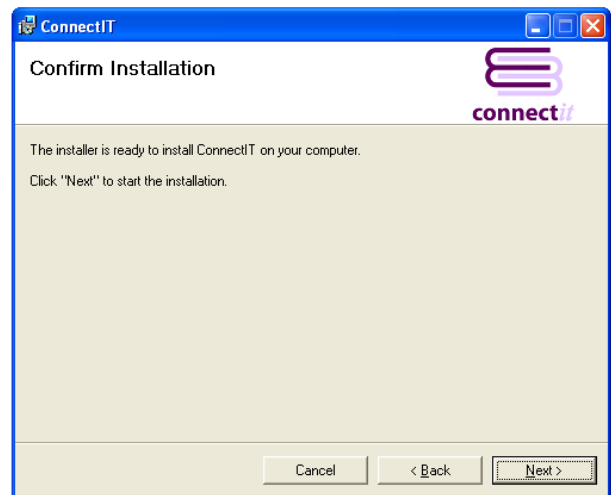 ConnectIT
Confirm Installation
connectit
The installer is ready to install ConnectIT on your computer.
Click "Next" to start the installation.
Cancel
< Back
Next >